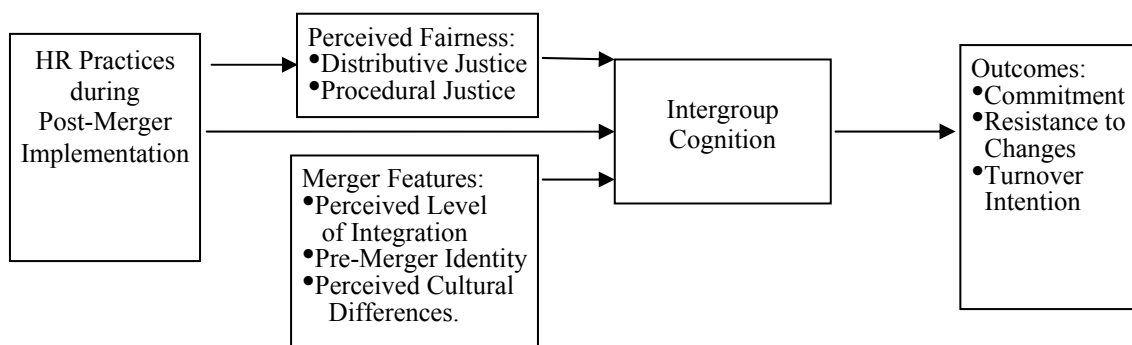 HR Practices
during
Post-Merger
Implementation
Perceived Fairness:
•Distributive Justice
•Procedural Justice
Merger Features:
•Perceived Level
of Integration
•Pre-Merger Identity
•Perceived Cultural
Differences.
Intergroup
Cognition
Outcomes:
•Commitment
•Resistance to
Changes
•Turnover
Intention